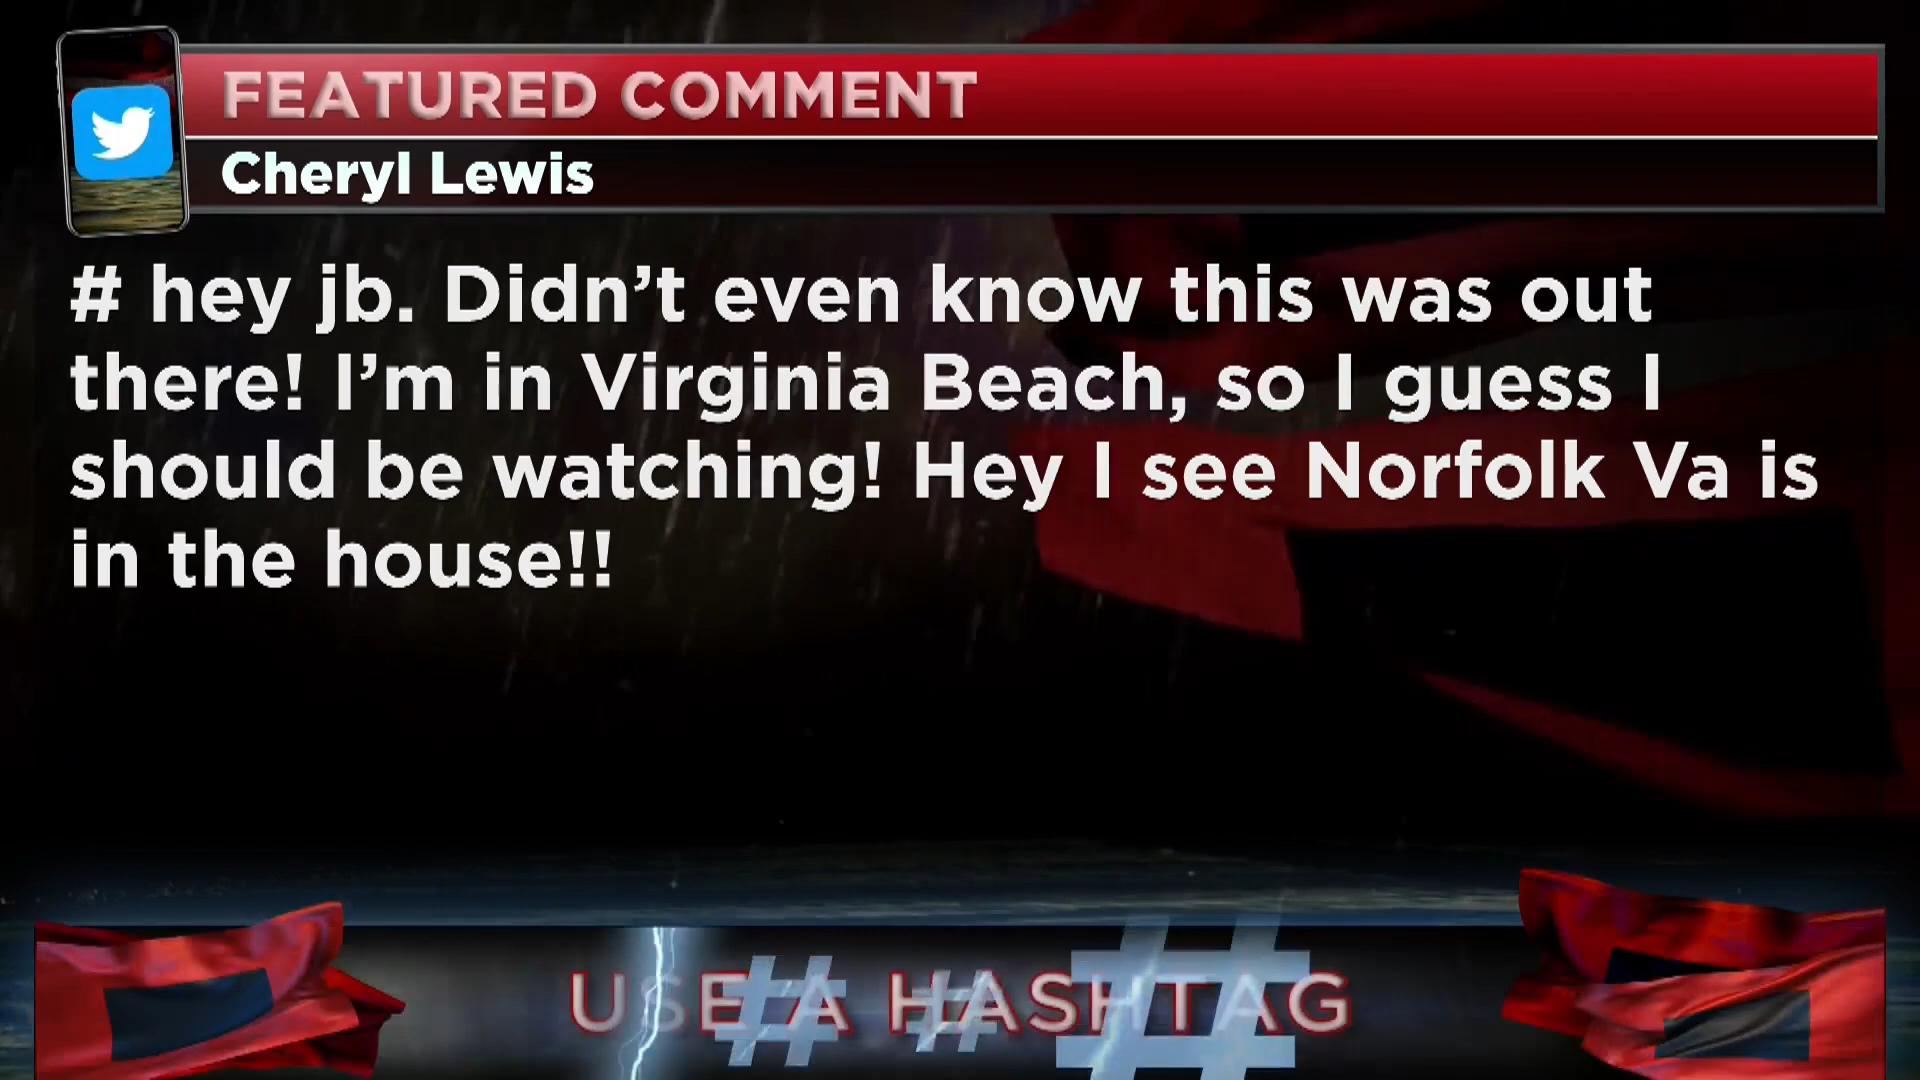 FEATURED COMMENT
Cheryl Lewis
# hey jb. Didn’t even know this was out
there! I’m in Virginia Beach, so I guess I
should be watching! Hey I see Norfolk Va is
in the house!!
USE A HASHTAG
# # #